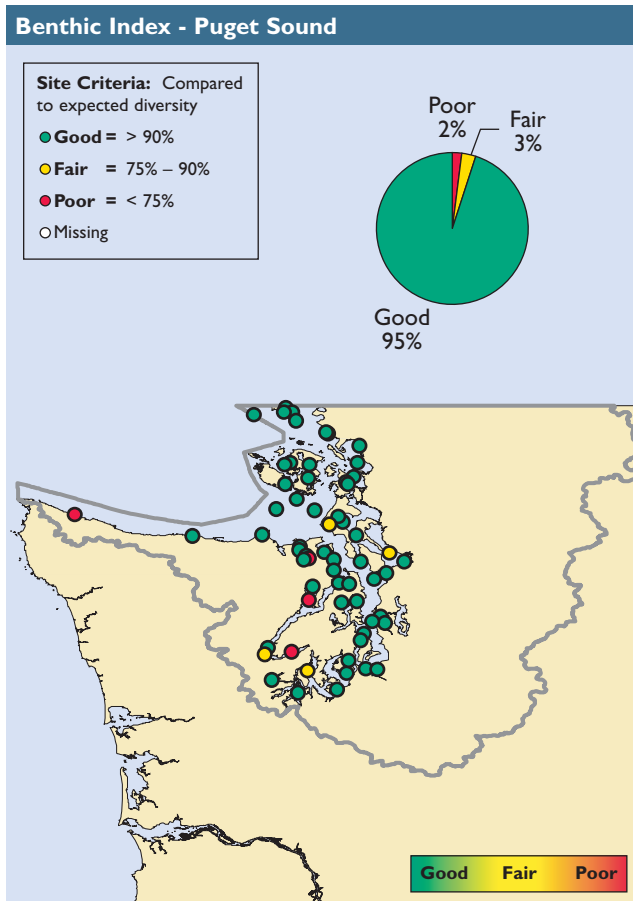 Benthic Index - Puget Sound
Site Criteria: Compared
to expected diversity
Good = > 90%
Fair = 75% – 90%
Poor = < 75%
Missing
Poor
2%
Fair
3%
Good
95%
Good Fair Poor